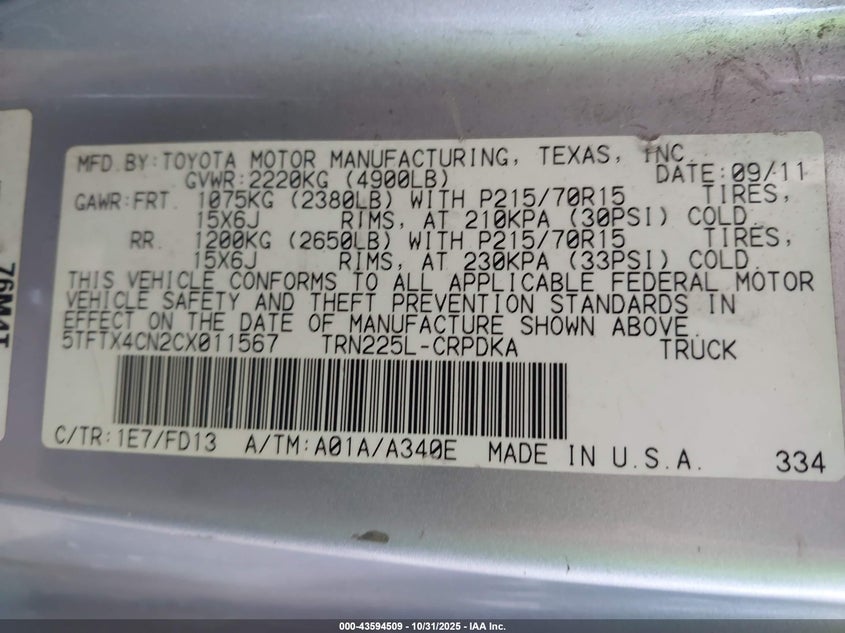 MFD.BY:TOYOTA MOTOR MANUFACTURING, TEXAS, INC.
GVWR:2220KG (4900LB) DATE:09/11
GAWR:FRT. 1075KG (2380LB) WITH P215/70R15 TIRES,
15X6J RIMS, AT 210KPA (30PSI) COLD.
RR. 1200KG (2650LB) WITH P215/70R15 TIRES,
15X6J RIMS, AT 230KPA (33PSI) COLD.
THIS VEHICLE CONFORMS TO ALL APPLICABLE FEDERAL MOTOR
VEHICLE SAFETY AND THEFT PREVENTION STANDARDS IN
EFFECT ON THE DATE OF MANUFACTURE SHOWN ABOVE.
5TFTX4CN2CX011567 TRN225L-CRPDKA TRUCK
C/TR:1E7/FD13 A/TM:A01A/A340E MADE IN U.S.A. 334
000-43594509 - 10/31/2025 - IAA Inc.